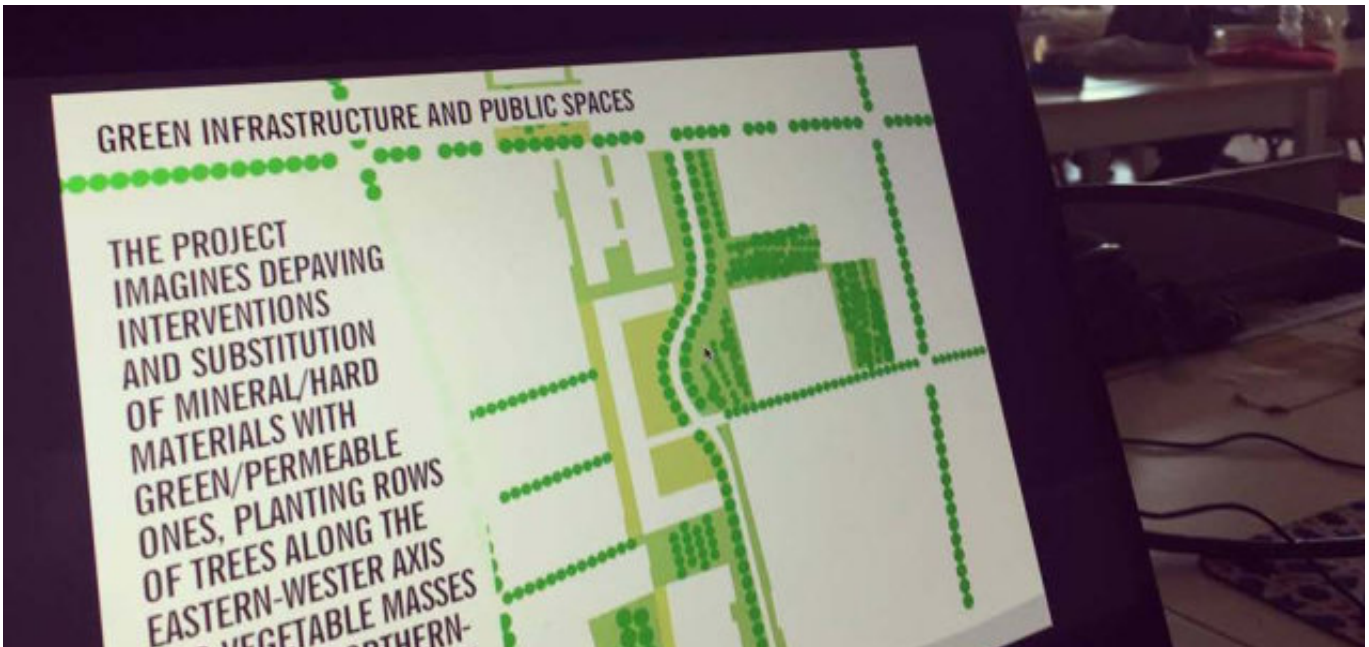 GREEN INFRASTRUCTURE AND PUBLIC SPACES
THE PROJECT
IMAGINES DEPAVING
INTERVENTIONS
AND SUBSTITUTION
OF MINERAL/HARD
MATERIALS WITH
GREEN/PERMEABLE
ONES, PLANTING ROWS
OF TREES ALONG THE
EASTERN-WESTER AXIS
VEGETABLE MASSES